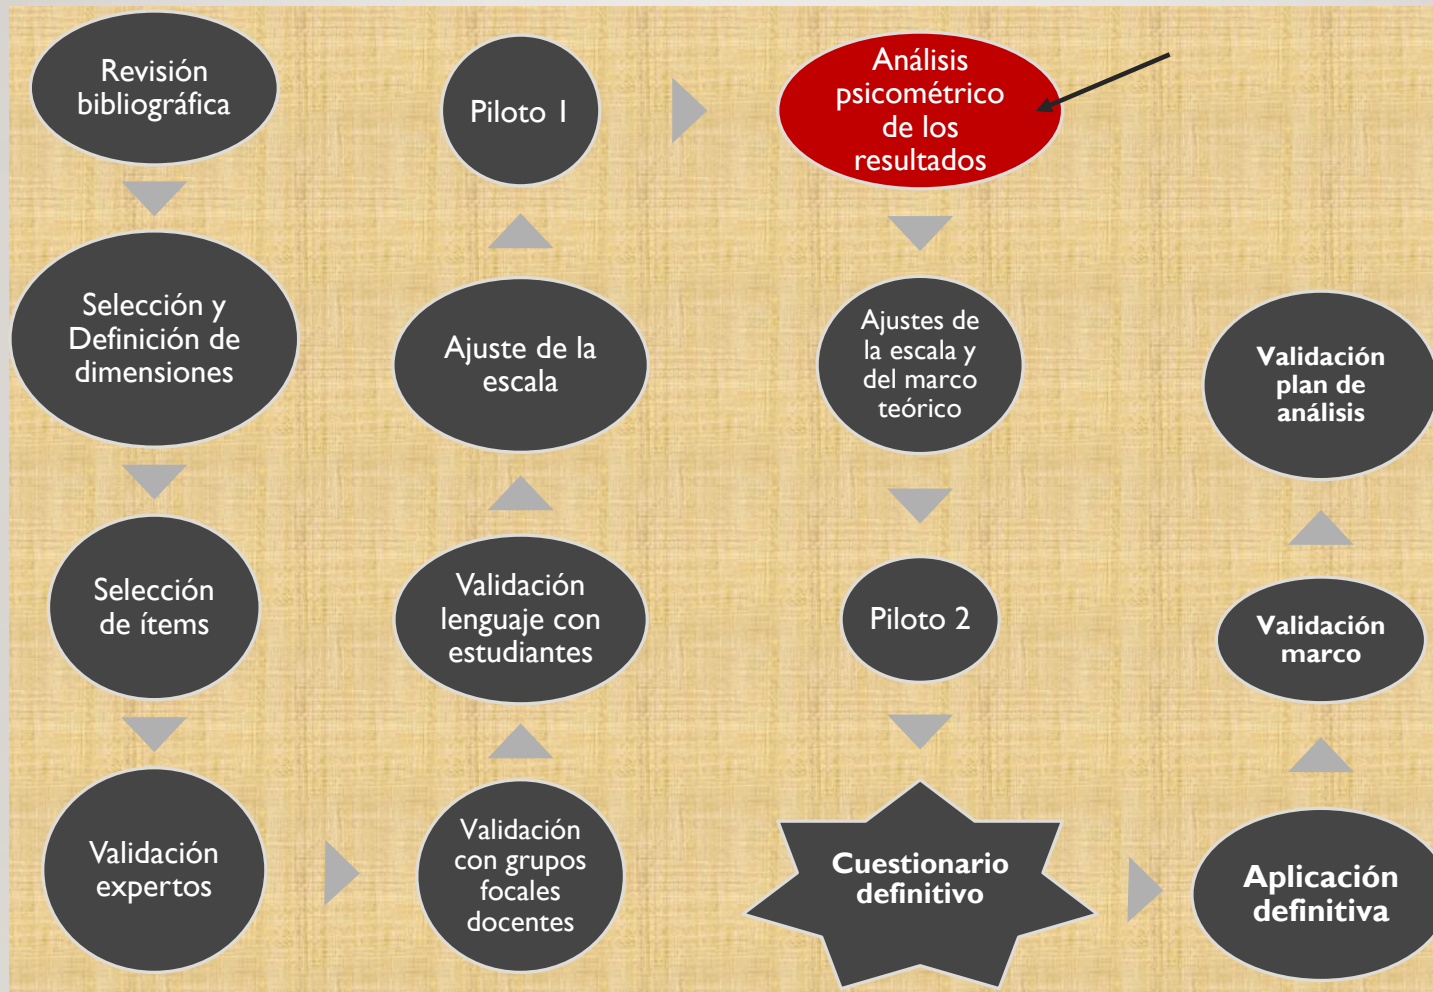 Revisión
bibliográfica
Selección y
Definición de
dimensiones
Selección
de ítems
Validación
expertos
Validación
con grupos
focales
docentes
Validación
lenguaje con
estudiantes
Ajuste de la
escala
Piloto 1
Análisis
psicométrico
de los
resultados
Ajustes de
la escala y
del marco
teórico
Piloto 2
Cuestionario
definitivo
Aplicación
definitiva
Validación
marco
Validación
plan de
análisis